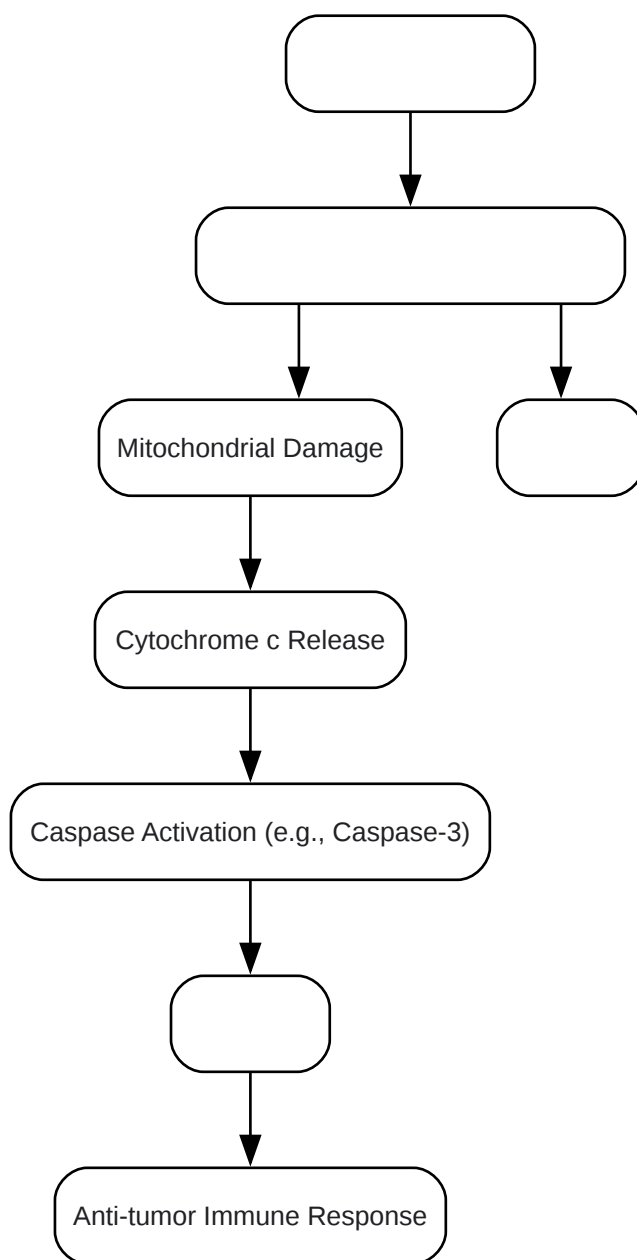 Mitochondrial Damage
Cytochrome c Release
Caspase Activation (e.g., Caspase-3)
Anti-tumor Immune Response